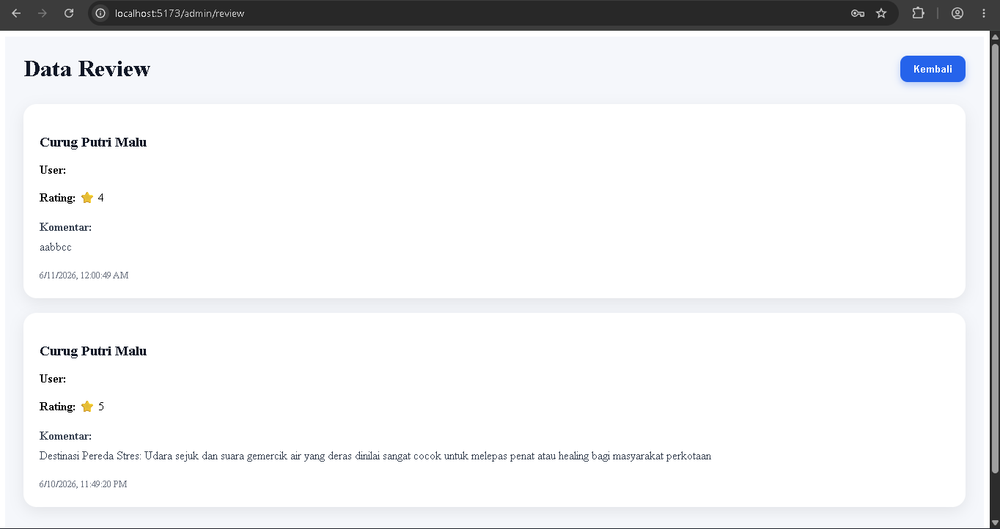 localhost:5173/admin/review
Data Review
Kembali
Curug Putri Malu
User:
Rating: ⭐ 4
Komentar:
aabbcc
6/11/2026, 12:00:49 AM
Curug Putri Malu
User:
Rating: ⭐ 5
Komentar:
Destinasi Pereda Stres: Udara sejuk dan suara gemercik air yang deras dinilai sangat cocok untuk melepas penat atau healing bagi masyarakat perkotaan
6/10/2026, 11:49:20 PM